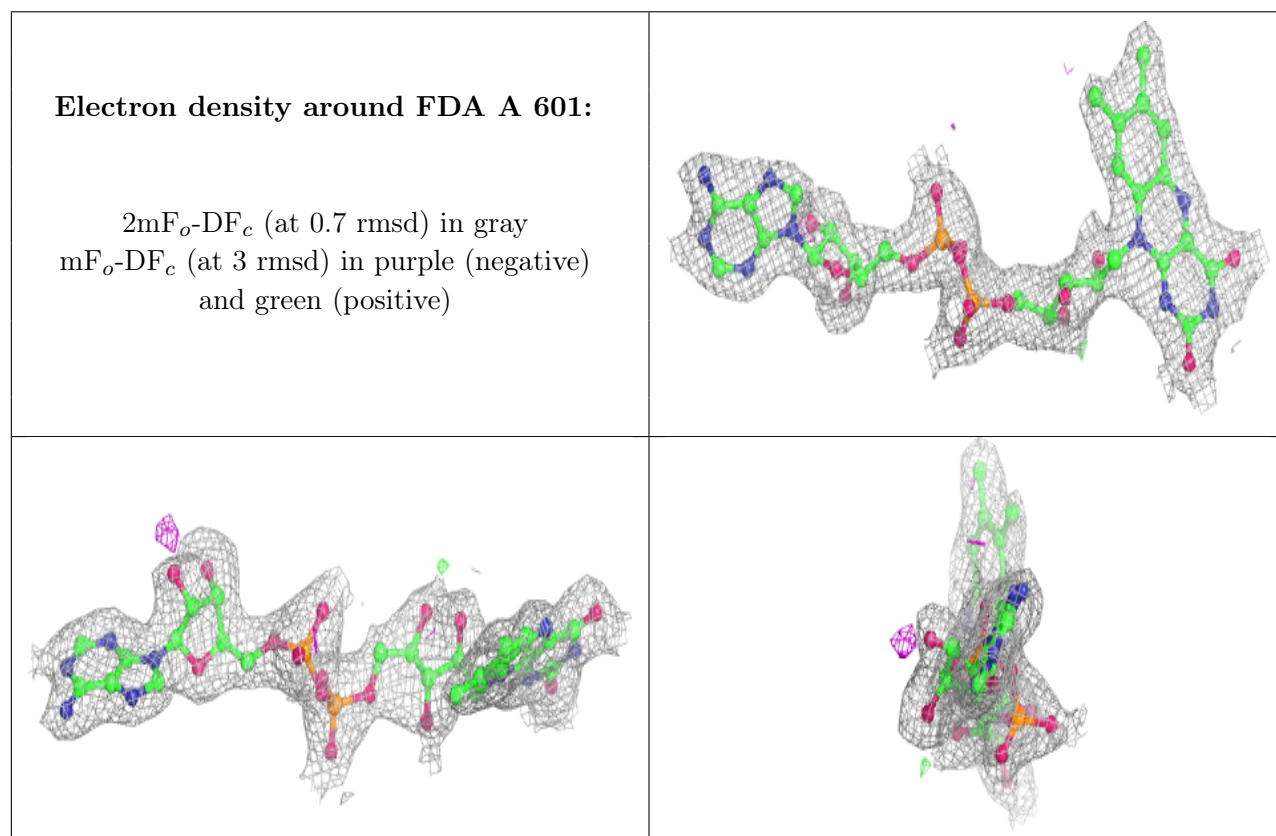 Electron density around FDA A 601:
2mFₒ-DF𝒸 (at 0.7 rmsd) in gray
mFₒ-DF𝒸 (at 3 rmsd) in purple (negative)
and green (positive)